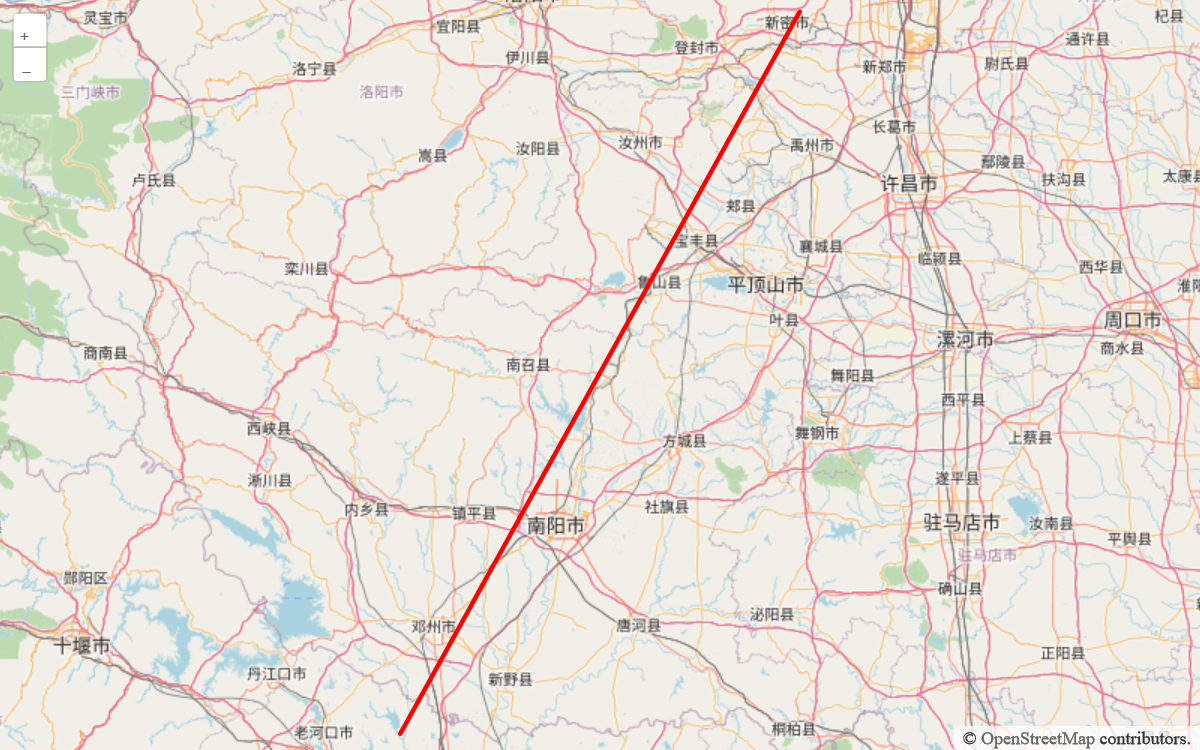 灵宝市
宜阳县
新密市
杞县
+
−
登封市
通许县
伊川县
洛宁县
新郑市
尉氏县
三门峡市
洛阳市
长葛市
汝州市
禹州市
汝阳县
嵩县
鄢陵县
卢氏县
许昌市
扶沟县
太康县
郏县
宝丰县
襄城县
临颍县
栾川县
西华县
鲁山县
平顶山市
叶县
周口市
漯河市
商水县
商南县
南召县
舞阳县
西平县
西峡县
舞钢市
上蔡县
方城县
淅川县
遂平县
内乡县
镇平县
社旗县
南阳市
驻马店市
汝南县
平舆县
驻马店市
郧阳区
确山县
邓州市
唐河县
泌阳县
十堰市
正阳县
丹江口市
新野县
老河口市
桐柏县
© OpenStreetMap contributors.